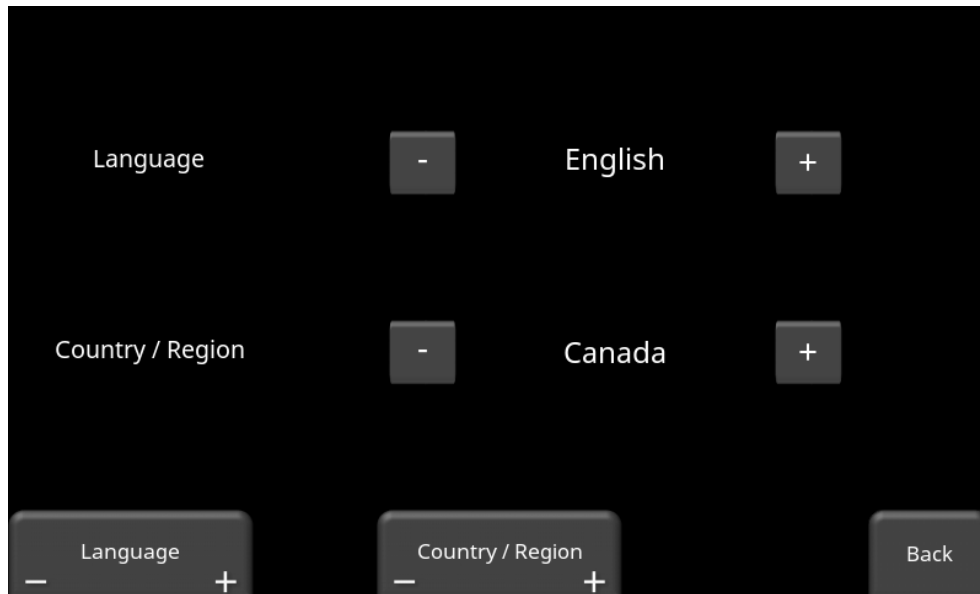 Language - English +
Country / Region - Canada +
Language Country / Region Back
– + – +